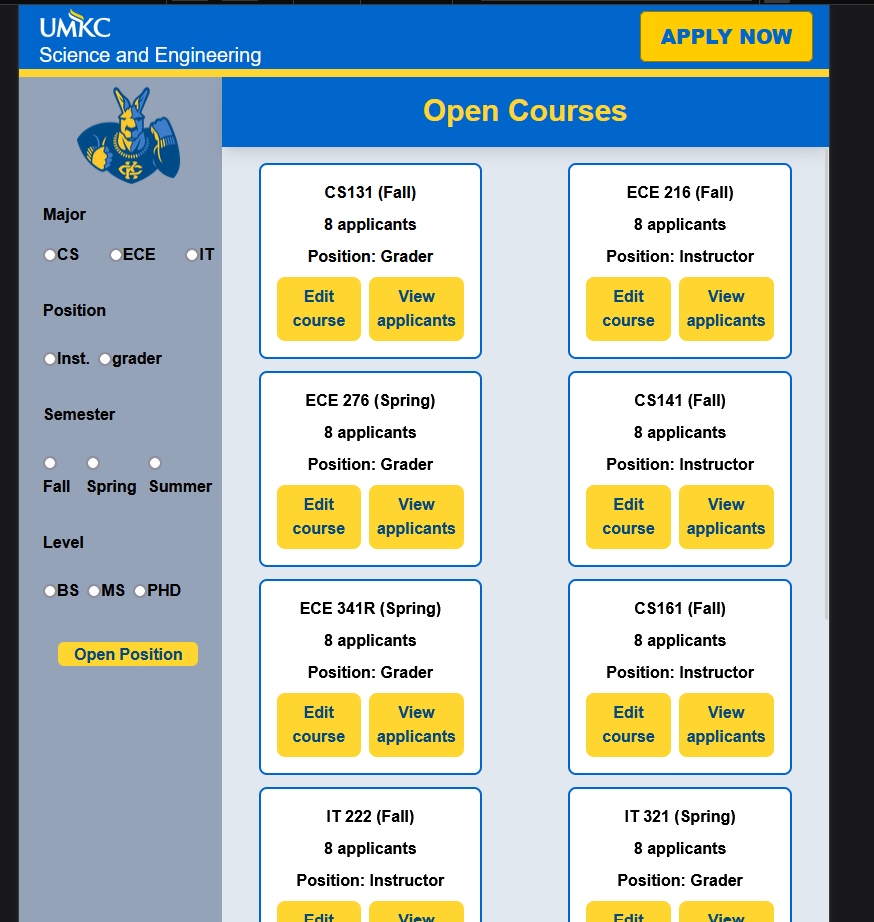 UMKC
Science and Engineering
APPLY NOW
KC
Major
CS ECE IT
Position
Inst. grader
Semester
Fall Spring Summer
Level
BS MS PHD
Open Position
Open Courses
CS131 (Fall)
8 applicants
Position: Grader
Edit
course
View
applicants
ECE 216 (Fall)
8 applicants
Position: Instructor
Edit
course
View
applicants
ECE 276 (Spring)
8 applicants
Position: Grader
Edit
course
View
applicants
CS141 (Fall)
8 applicants
Position: Instructor
Edit
course
View
applicants
ECE 341R (Spring)
8 applicants
Position: Grader
Edit
course
View
applicants
CS161 (Fall)
8 applicants
Position: Instructor
Edit
course
View
applicants
IT 222 (Fall)
8 applicants
Position: Instructor
Edit
View
IT 321 (Spring)
8 applicants
Position: Grader
Edit
View